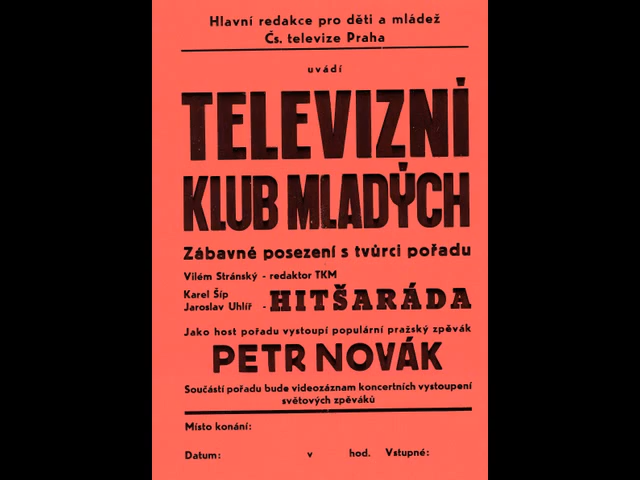 Hlavní redakce pro děti a mládež
Čs. televize Praha
uvádí
TELEVIZNÍ
KLUB MLADÝCH
Zábavné posezení s tvůrci pořadu
Vilém Stránský - redaktor TKM
Karel Šíp
Jaroslav Uhlíř - HITŠARÁDA
Jako host pořadu vystoupí populární pražský zpěvák
PETR NOVÁK
Součástí pořadu bude videozáznam koncertních vystoupení
světových zpěváků
Místo konání:
Datum: v hod. Vstupné: